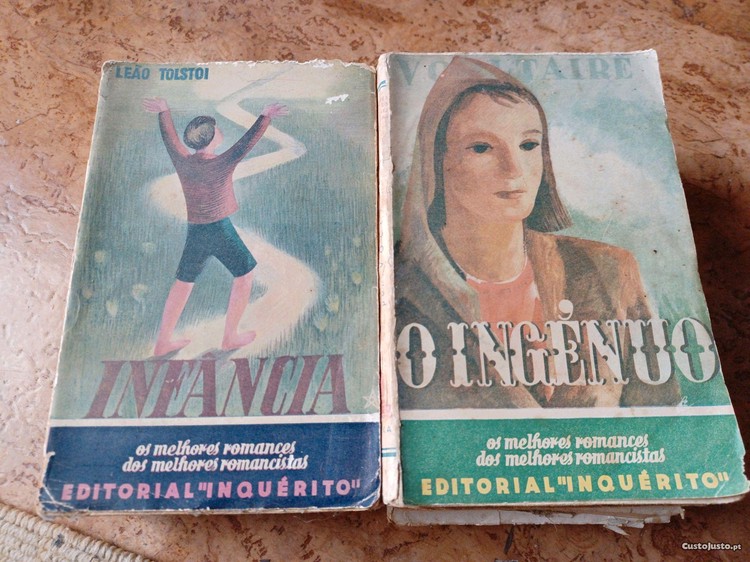 LEÃO TOLSTOI
INFANCIA
os melhores romances
dos melhores romancistas
EDITORIAL "INQUÉRITO"
VOLTAIRE
O INGÉNUO
os melhores romances
dos melhores romancistas
EDITORIAL "INQUÉRITO"
CustoJusto.pt